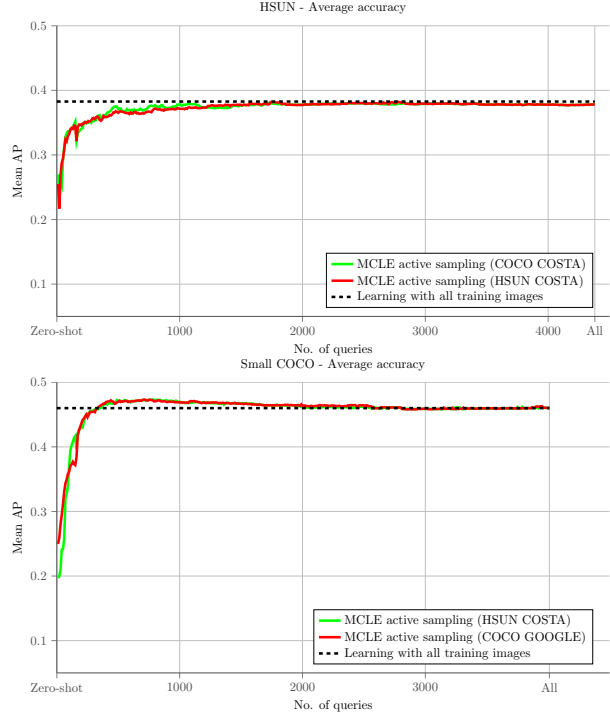 HSUN - Average accuracy
0.5
0.4
0.3
0.2
0.1
Mean AP
MCLE active sampling (COCO COSTA)
MCLE active sampling (HSUN COSTA)
Learning with all training images
Zero-shot 1000 2000 3000 4000 All
No. of queries
Small COCO - Average accuracy
0.5
0.4
0.3
0.2
0.1
Mean AP
MCLE active sampling (HSUN COSTA)
MCLE active sampling (COCO GOOGLE)
Learning with all training images
Zero-shot 1000 2000 3000 All
No. of queries